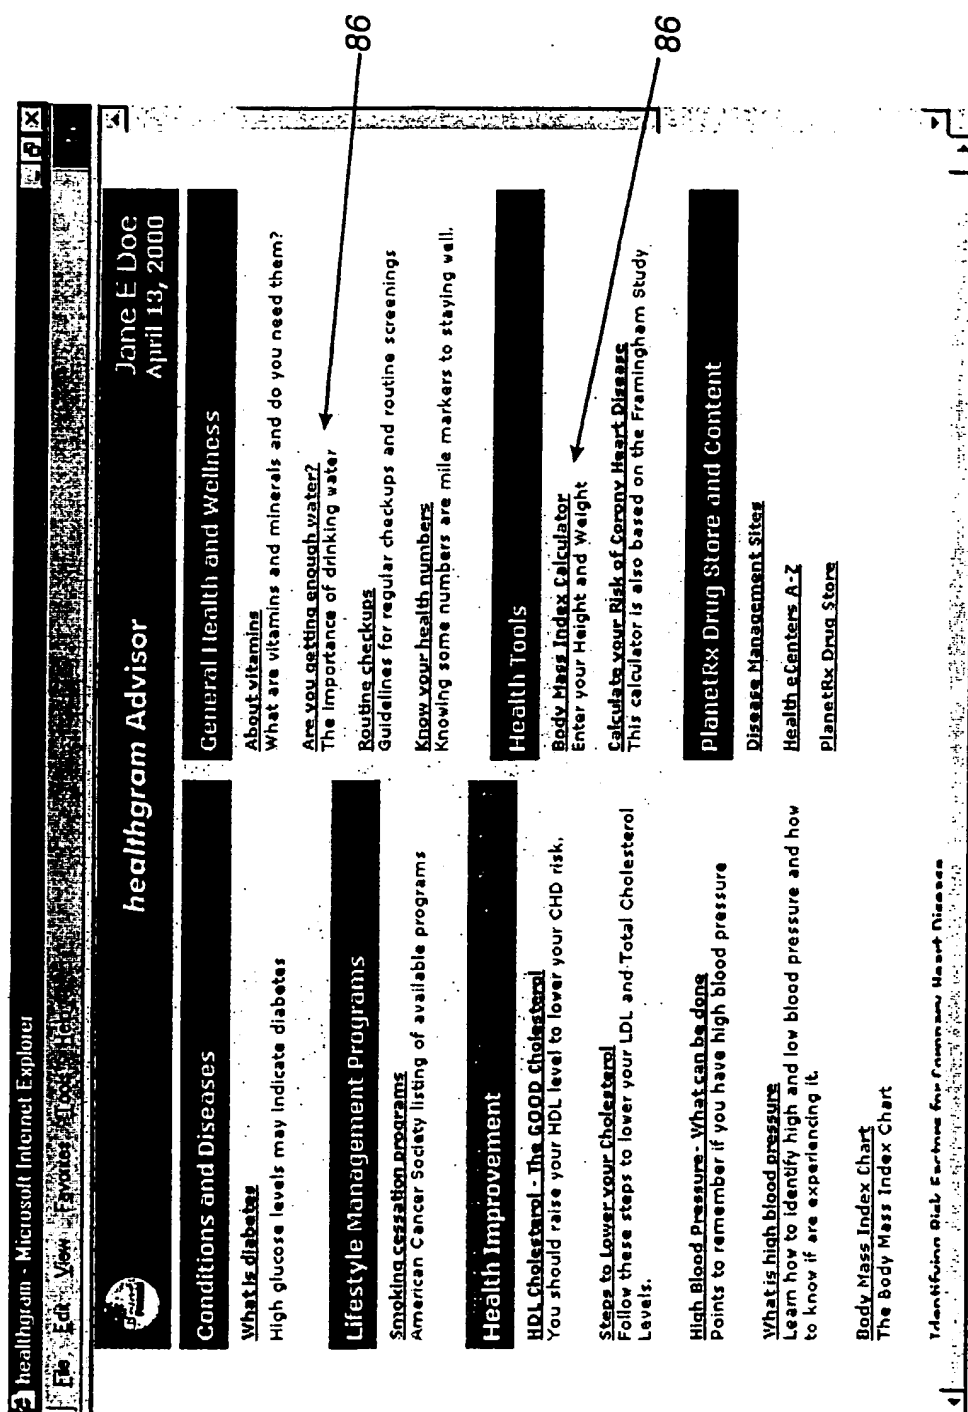 healthgram - Microsoft Internet Explorer
File Edit View Favorites Tools Help
healthgram Advisor
Jane E Doe
April 13, 2000
Conditions and Diseases
What is diabetes
High glucose levels may indicate diabetes
Lifestyle Management Programs
Smoking cessation programs
American Cancer Society listing of available programs
Health Improvement
HDL Cholesterol - The GOOD Cholesterol
You should raise your HDL level to lower your CHD risk.
Steps to Lower your Cholesterol
Follow these steps to lower your LDL and Total Cholesterol
Levels.
High Blood Pressure - What can be done
Points to remember if you have high blood pressure
What is high blood pressure
Learn how to identify high and low blood pressure and how
to know if are experiencing it.
Body Mass Index Chart
The Body Mass Index Chart
Identifying Risk Factors for Coronary Heart Disease
General Health and Wellness
About vitamins
What are vitamins and minerals and do you need them?
Are you getting enough water?
The Importance of drinking water
Routine checkups
Guidelines for regular checkups and routine screenings
Know your health numbers
Knowing some numbers are mile markers to staying well.
Health Tools
Body Mass Index Calculator
Enter your Height and Weight
Calculate your Risk of Corony Heart Disease
This calculator is also based on the Framingham Study
PlanetRx Drug Store and Content
Disease Management Sites
Health eCenters A-Z
PlanetRx Drug Store
86
86